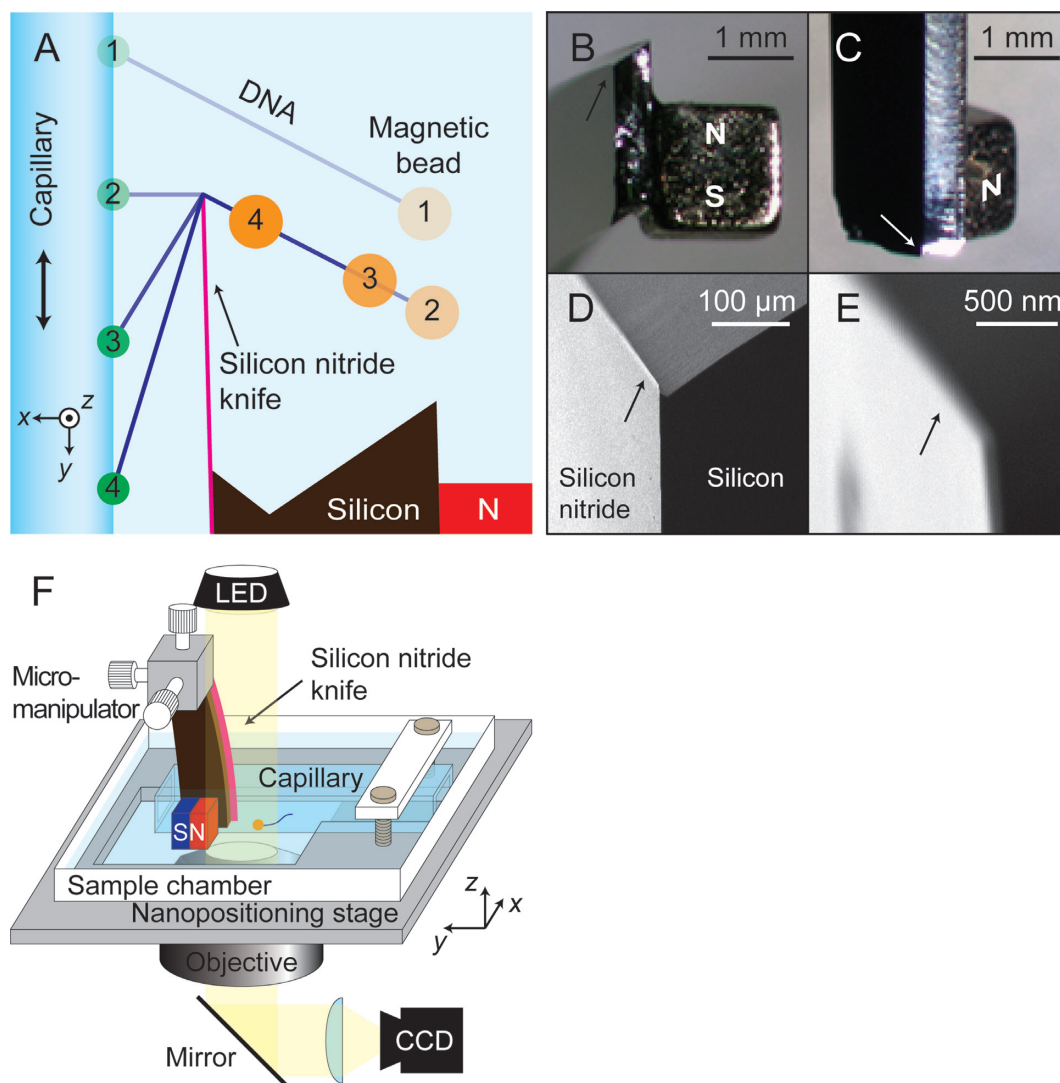 A
1
DNA
Magnetic
bead
Capillary
2
4
1
3
2
3
Silicon nitride
knife
x
z
y
4
Silicon
N
B
1 mm
N
S
C
1 mm
N
D
100 µm
Silicon
nitride
Silicon
E
500 nm
F
LED
Micro-
manipulator
Silicon nitride
knife
Capillary
SN
Sample chamber
Nanopositioning stage
z
x
y
Objective
Mirror
CCD